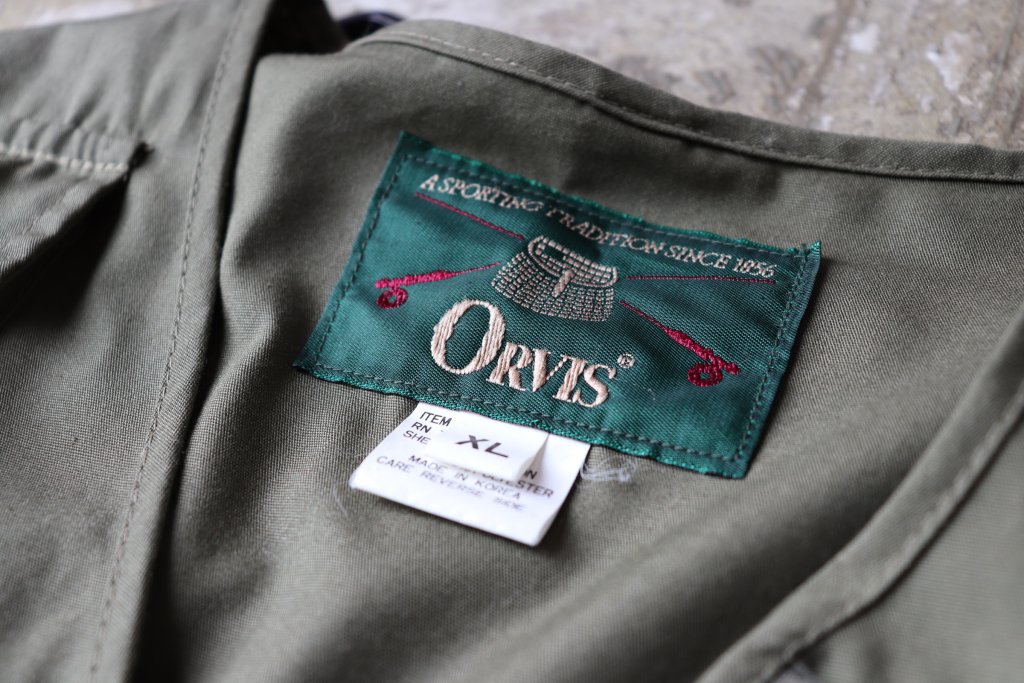 A SPORTING TRADITION SINCE 1856
ORVIS®
ITEM
RN
SHE
XL
MADE IN KOREA
CARE REVERSE SIDE